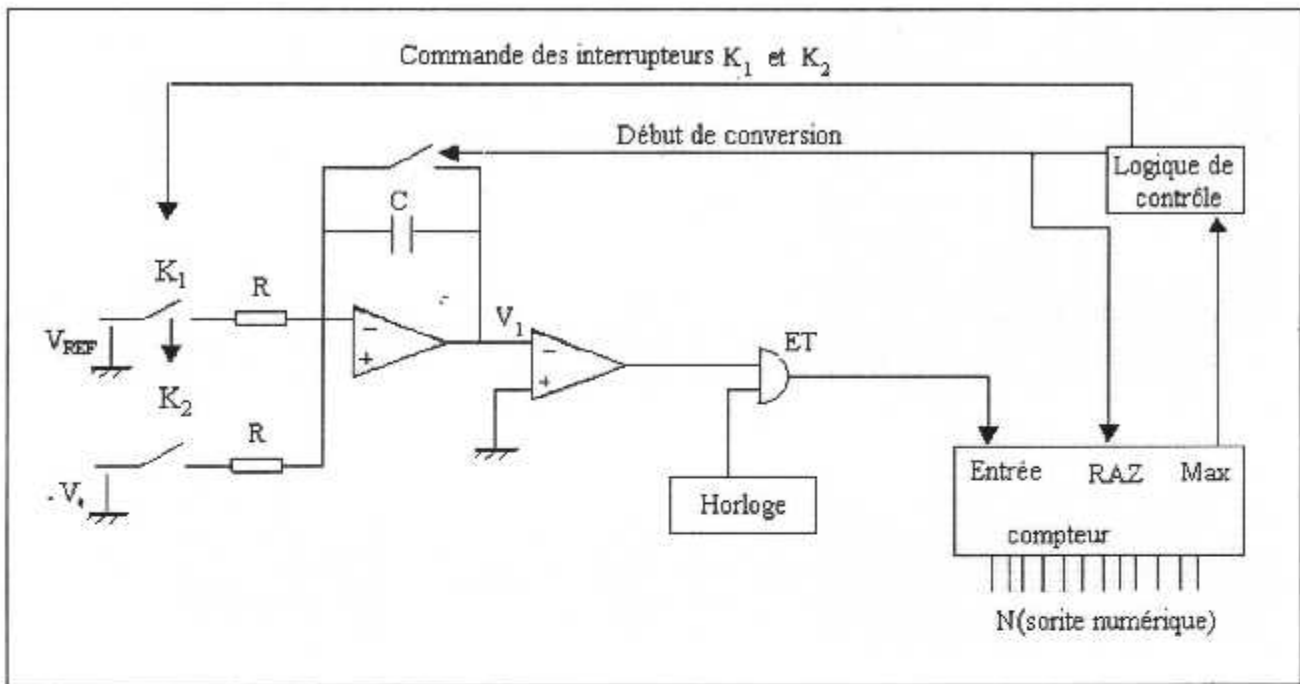 Commande des interrupteurs K₁ et K₂
Début de conversion
Logique de
contrôle
C
K₁
R
V₁
ET
V_REF
K₂
R
Entrée RAZ Max
Horloge
compteur
N(sorite numérique)